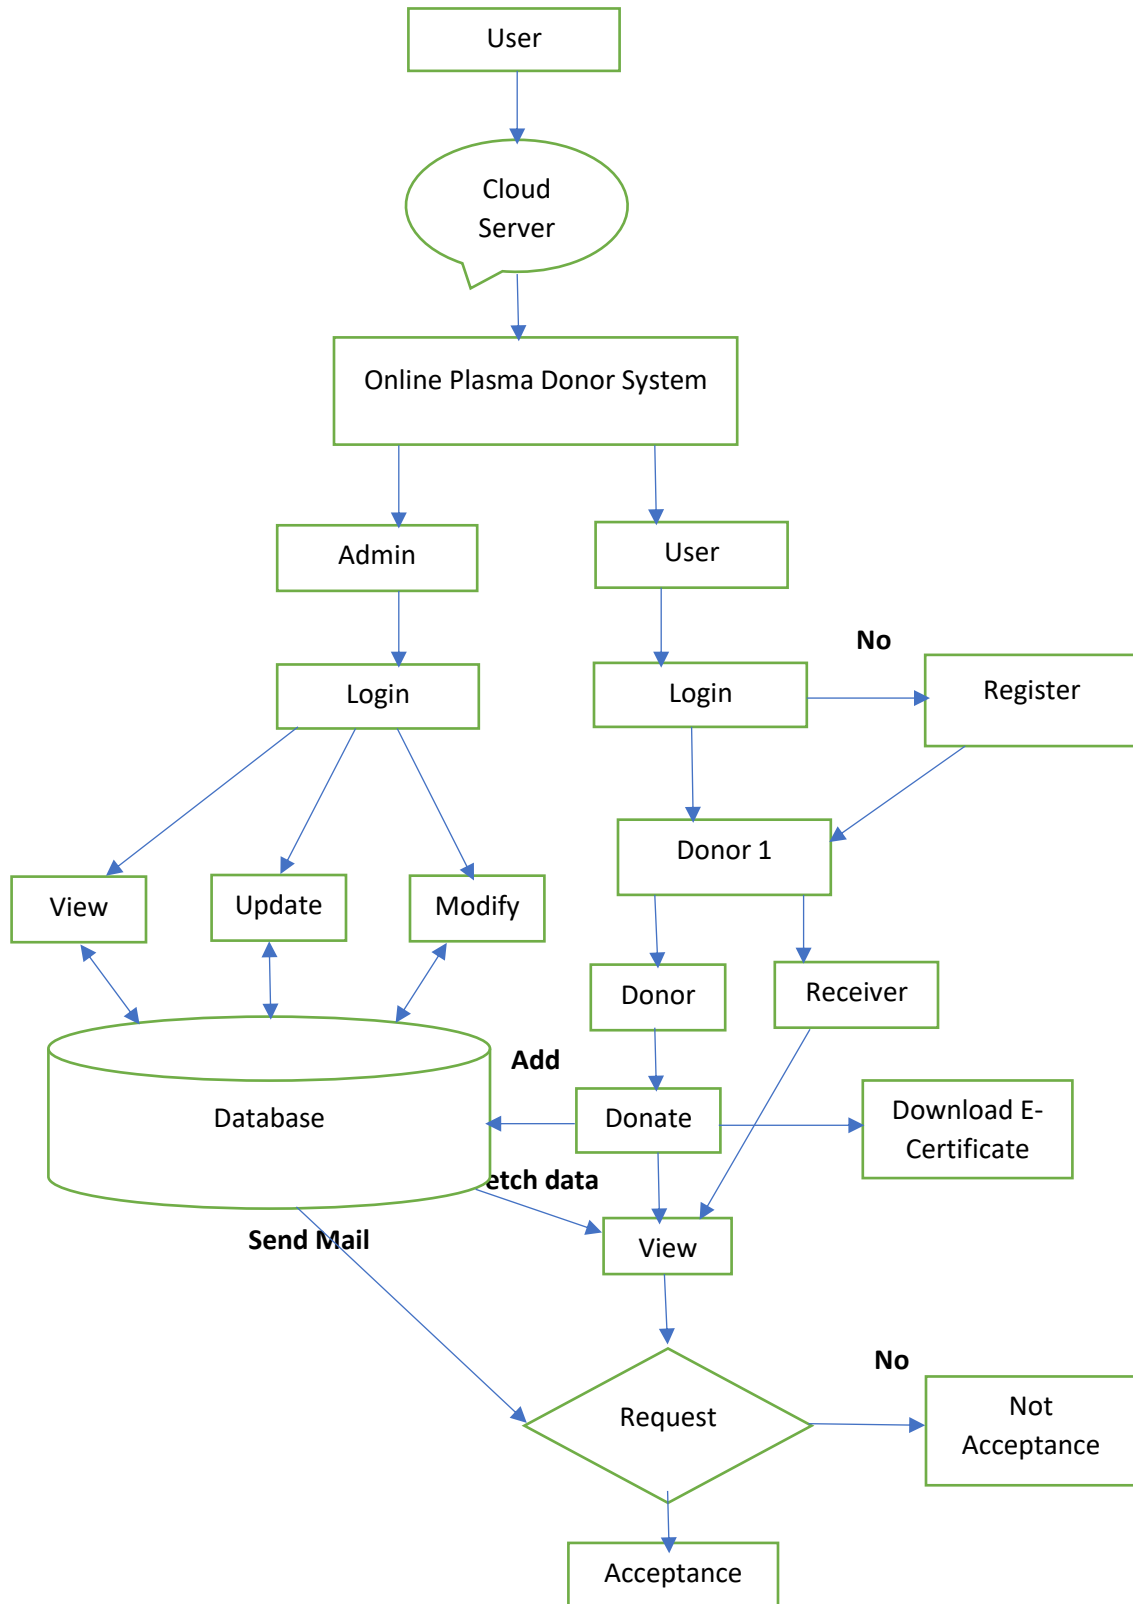 User
Cloud
Server
Online Plasma Donor System
Admin
User
No
Login
Login
Register
Donor 1
View
Update
Modify
Donor
Receiver
Add
Database
Donate
Download E-
Certificate
etch data
Send Mail
View
No
Request
Not
Acceptance
Acceptance